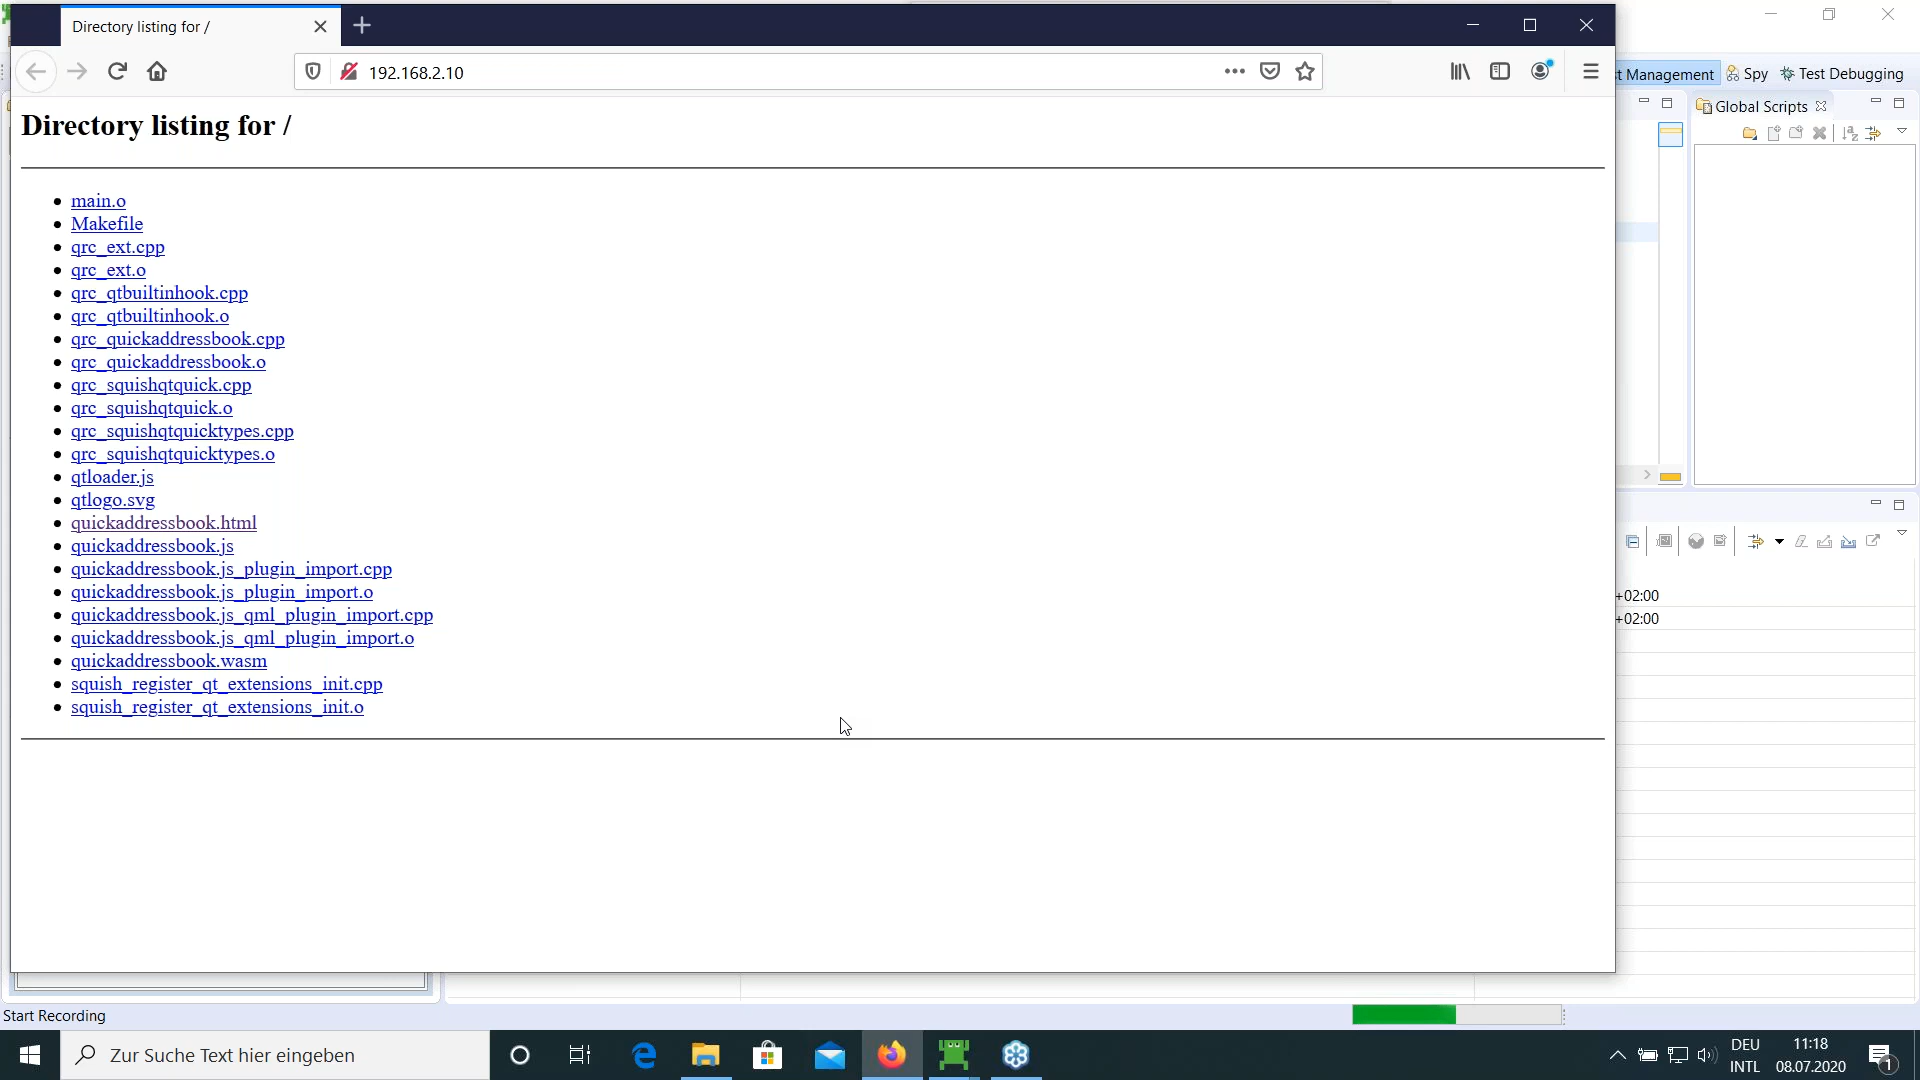 Directory listing for /
192.168.2.10
t Management
Spy
Test Debugging
Global Scripts
Directory listing for /
main.o
Makefile
qrc_ext.cpp
qrc_ext.o
qrc_qtbuiltinhook.cpp
qrc_qtbuiltinhook.o
qrc_quickaddressbook.cpp
qrc_quickaddressbook.o
qrc_squishqtquick.cpp
qrc_squishqtquick.o
qrc_squishqtquicktypes.cpp
qrc_squishqtquicktypes.o
qtloader.js
qtlogo.svg
quickaddressbook.html
quickaddressbook.js
quickaddressbook.js_plugin_import.cpp
quickaddressbook.js_plugin_import.o
quickaddressbook.js_qml_plugin_import.cpp
quickaddressbook.js_qml_plugin_import.o
quickaddressbook.wasm
squish_register_qt_extensions_init.cpp
squish_register_qt_extensions_init.o
+02:00
+02:00
Start Recording
Zur Suche Text hier eingeben
DEU
INTL
11:18
08.07.2020
1